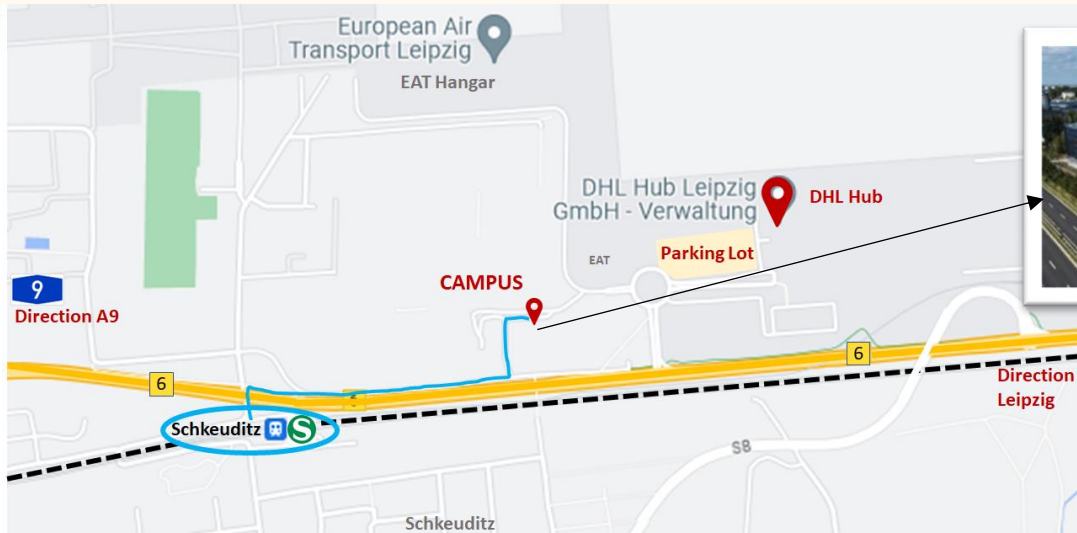 European Air
Transport Leipzig
EAT Hangar
DHL Hub Leipzig
GmbH - Verwaltung
DHL Hub
EAT
Parking Lot
CAMPUS
9
Direction A9
6
6
6
Direction
Leipzig
Schkeuditz S
S8
Schkeuditz